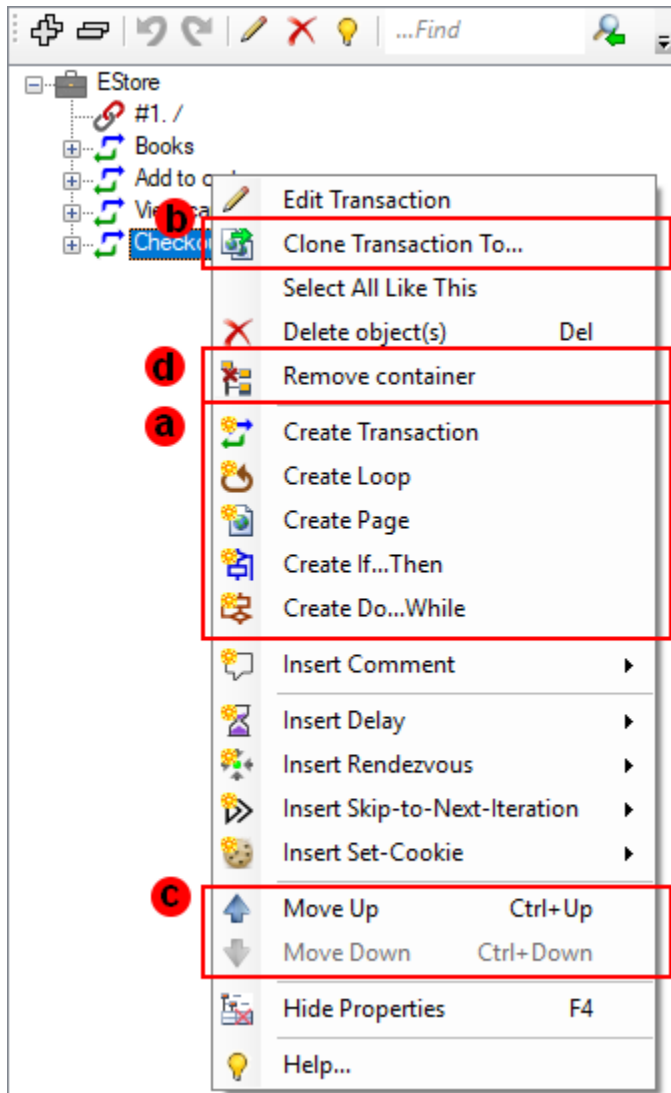 ...Find
EStore
#1. /
Books
Add to
View
b
Edit Transaction
Clone Transaction To...
Select All Like This
Delete object(s) Del
d
Remove container
a
Create Transaction
Create Loop
Create Page
Create If...Then
Create Do...While
Insert Comment
Insert Delay
Insert Rendezvous
Insert Skip-to-Next-Iteration
Insert Set-Cookie
c
Move Up Ctrl+Up
Move Down Ctrl+Down
Hide Properties F4
Help...